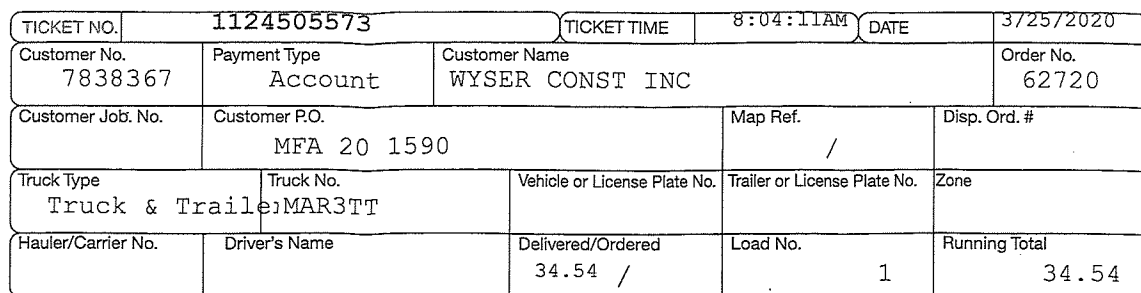 TICKET NO. 1124505573 TICKET TIME 8:04:11AM DATE 3/25/2020
Customer No. Payment Type Customer Name Order No.
7838367 Account WYSER CONST INC 62720
Customer Job. No. Customer P.O. Map Ref. Disp. Ord. #
MFA 20 1590 /
Truck Type Truck No. Vehicle or License Plate No. Trailer or License Plate No. Zone
Truck & Traile MAR3TT
Hauler/Carrier No. Driver's Name Delivered/Ordered Load No. Running Total
34.54 / 1 34.54